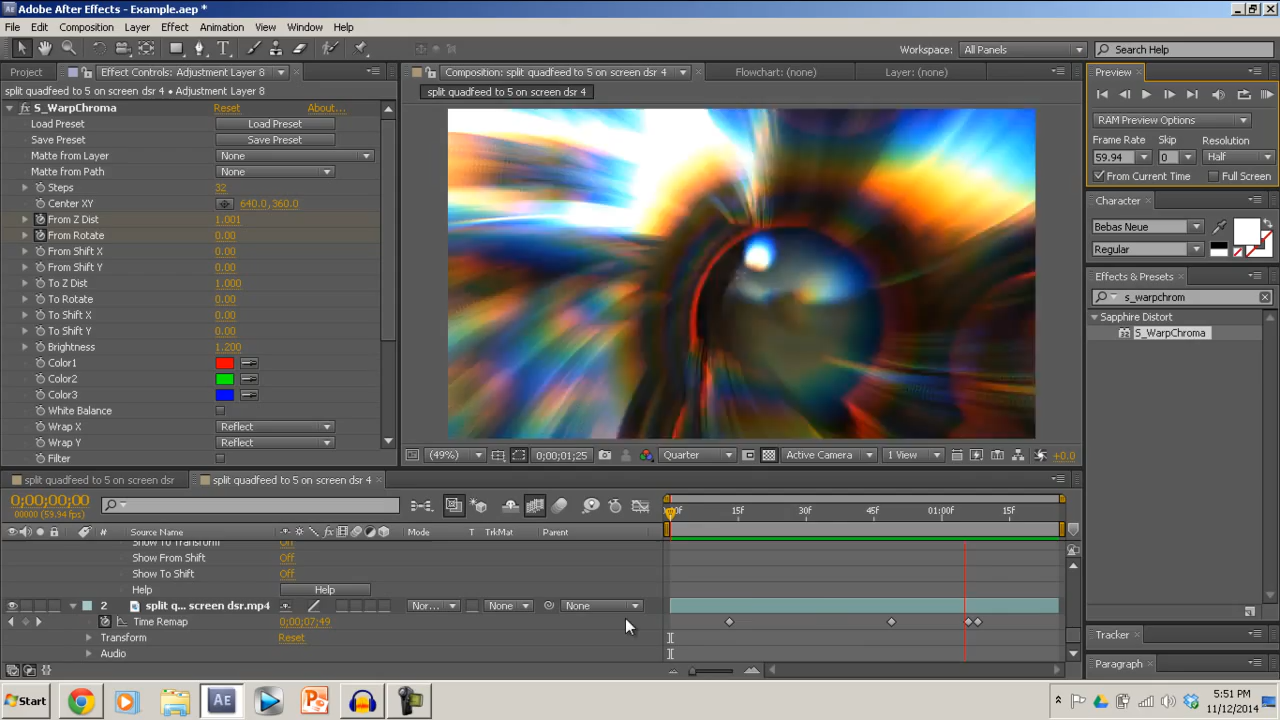 Adobe After Effects - Example.aep *
File Edit Composition Layer Effect Animation View Window Help
Workspace: All Panels Search Help
Project Effect Controls: Adjustment Layer 8 Composition: split quadfeed to 5 on screen dsr 4 Flowchart: (none) Layer: (none) Preview
split quadfeed to 5 on screen dsr 4 • Adjustment Layer 8 split quadfeed to 5 on screen dsr 4
S_WarpChroma Reset About...
Load Preset Load Preset
Save Preset Save Preset
Matte from Layer None
Matte from Path None
Steps 32
Center XY 640.0,360.0
From Z Dist 1.001
From Rotate 0.00
From Shift X 0.00
From Shift Y 0.00
To Z Dist 1.000
To Rotate 0.00
To Shift X 0.00
To Shift Y 0.00
Brightness 1.200
Color1
Color2
Color3
White Balance
Wrap X Reflect
Wrap Y Reflect
Filter
RAM Preview Options
Frame Rate Skip Resolution
59.94 0 Half
From Current Time Full Screen
Character
Bebas Neue
Regular
Effects & Presets
s_warpchrom
Sapphire Distort
32 S_WarpChroma
(49%) 0;00;01;25 Quarter Active Camera 1 View +0.0
split quadfeed to 5 on screen dsr split quadfeed to 5 on screen dsr 4
0;00;00;00
00000 (59.94 fps)
15F 30F 45F 01:00F 15F
# Source Name Mode T TrkMat Parent
Show To Transform Off
Show From Shift Off
Show To Shift Off
Help Help
2 split q... screen dsr.mp4 Nor... None None
Time Remap 0;00;07;49
Transform Reset
Audio
Tracker
Paragraph
Start Ae 5:51 PM
11/12/2014